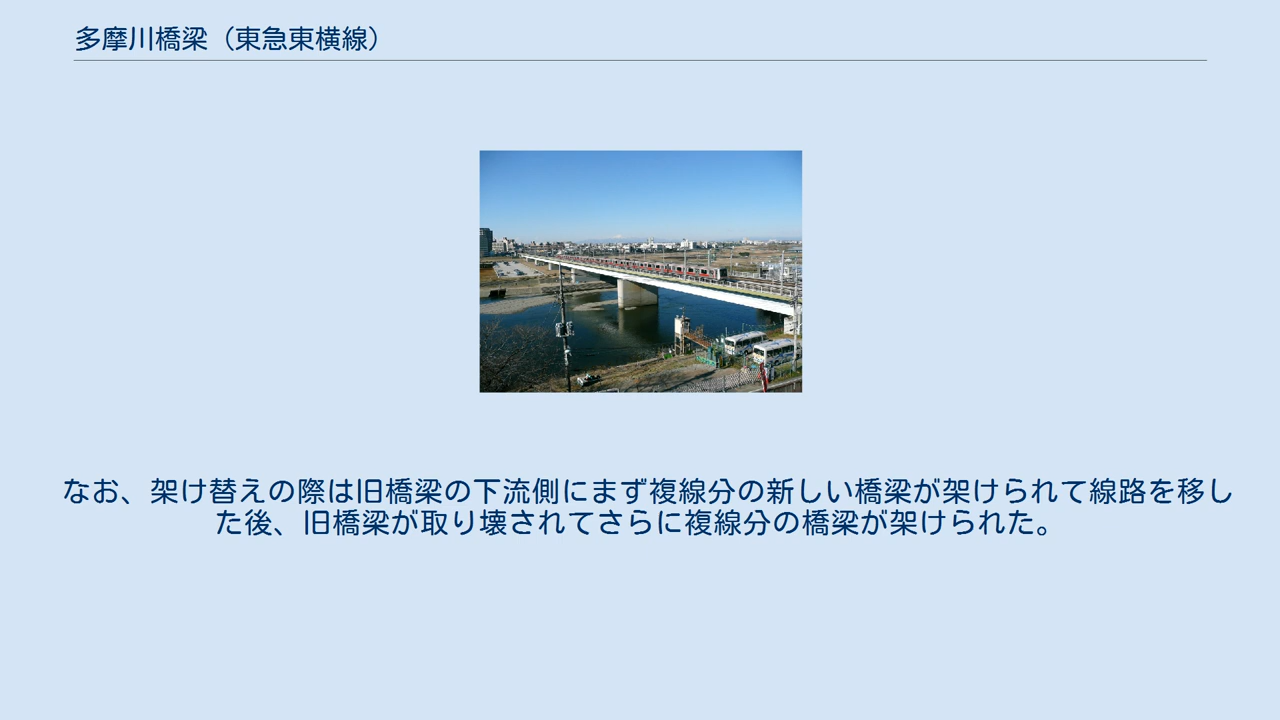 多摩川橋梁（東急東横線）
なお、架け替えの際は旧橋梁の下流側にまず複線分の新しい橋梁が架けられて線路を移し
た後、旧橋梁が取り壊されてさらに複線分の橋梁が架けられた。